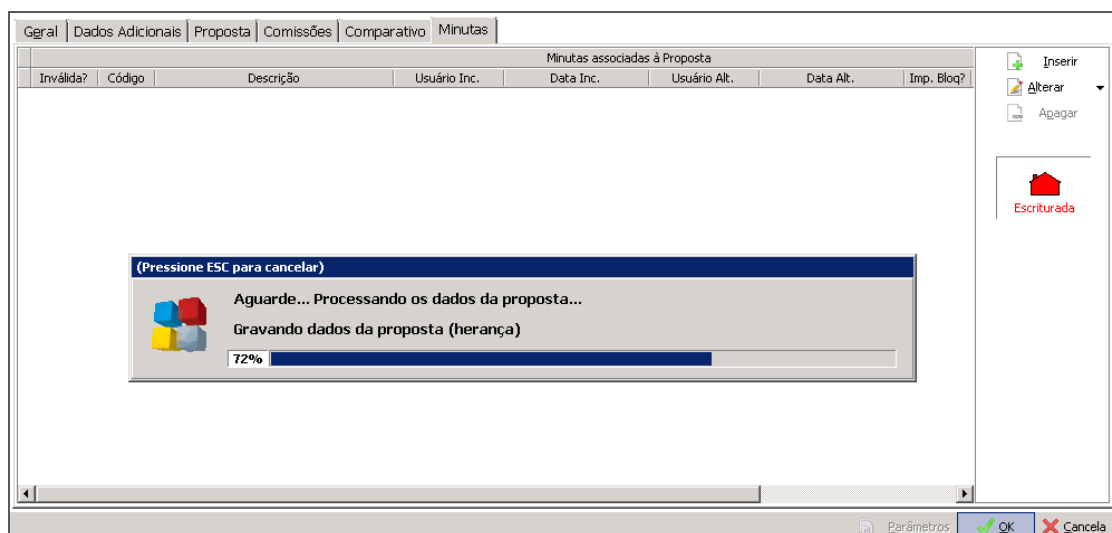 Geral Dados Adicionais Proposta Comissões Comparativo Minutas
Minutas associadas à Proposta
Inválida? Código Descrição Usuário Inc. Data Inc. Usuário Alt. Data Alt. Imp. Bloq?
Inserir
Alterar
Apagar
Escriturada
(Pressione ESC para cancelar)
Aguarde... Processando os dados da proposta...
Gravando dados da proposta (herança)
72%
Parâmetros OK Cancela